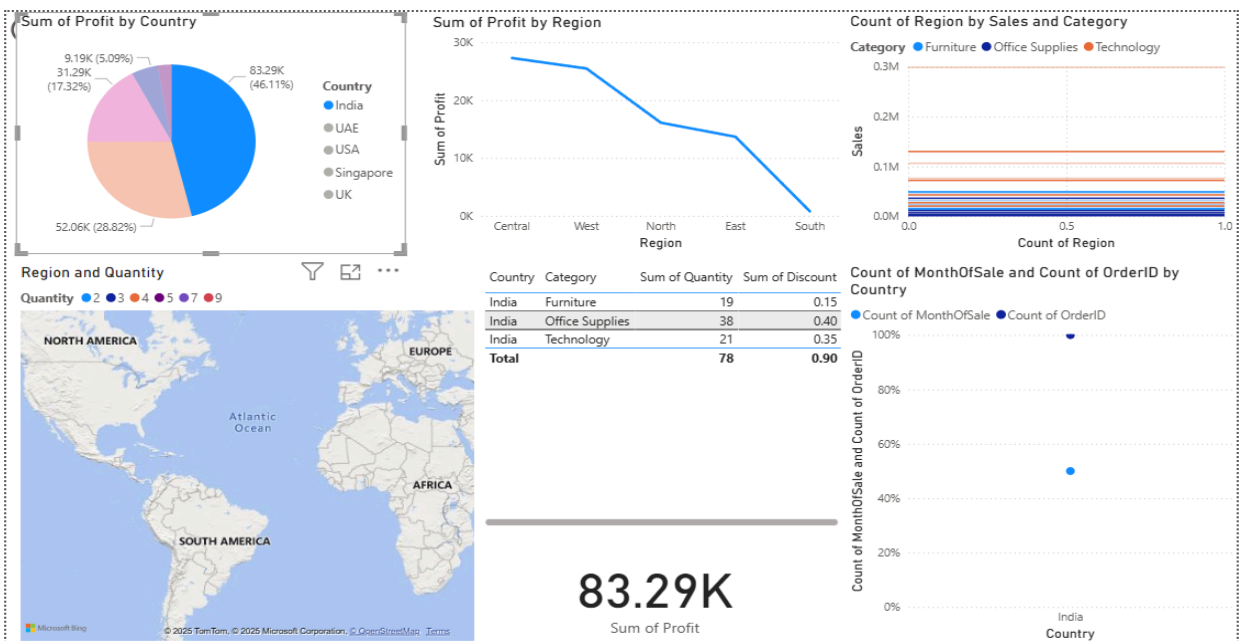 Sum of Profit by Country
9.19K (5.09%)
31.29K
(17.32%)
83.29K
(46.11%)
52.06K (28.82%)
Country
India
UAE
USA
Singapore
UK
Sum of Profit by Region
Sum of Profit
30K
20K
10K
0K
Central West North East South
Region
Count of Region by Sales and Category
Category Furniture Office Supplies Technology
Sales
0.3M
0.2M
0.1M
0.0M
0.0 0.5 1.0
Count of Region
Region and Quantity
Quantity 2 3 4 5 7 9
NORTH AMERICA
EUROPE
Atlantic
Ocean
AFRICA
SOUTH AMERICA
Microsoft Bing
© 2025 TomTom, © 2025 Microsoft Corporation, © OpenStreetMap Terms
Country Category Sum of Quantity Sum of Discount
India Furniture 19 0.15
India Office Supplies 38 0.40
India Technology 21 0.35
Total 78 0.90
83.29K
Sum of Profit
Count of MonthOfSale and Count of OrderID by
Country
Count of MonthOfSale Count of OrderID
Count of MonthOfSale and Count of OrderID
100%
80%
60%
40%
20%
0%
India
Country